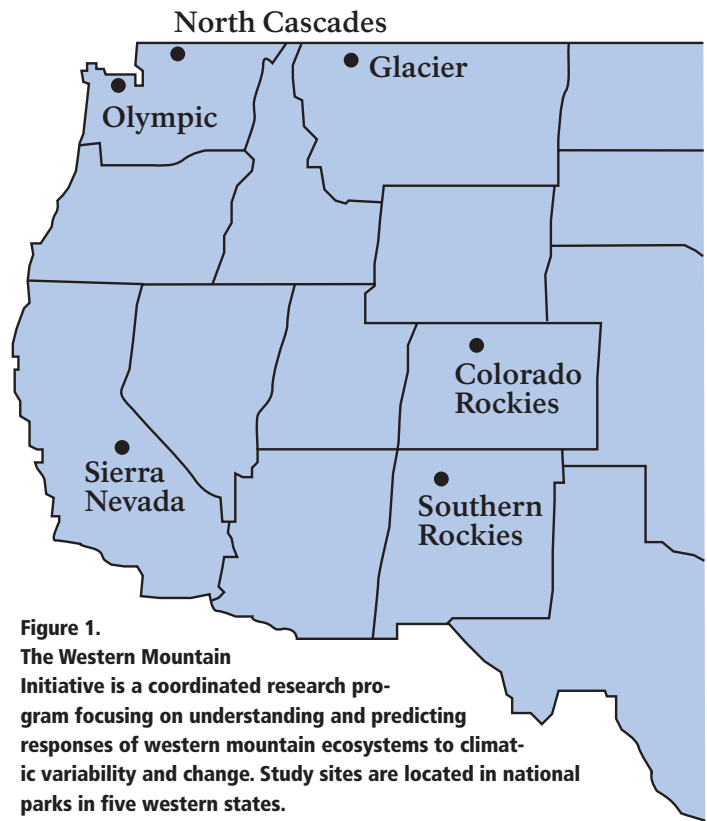 North Cascades
Glacier
Olympic
Colorado
Rockies
Sierra
Nevada
Southern
Rockies
Figure 1.
The Western Mountain
Initiative is a coordinated research pro-
gram focusing on understanding and predicting
responses of western mountain ecosystems to climat-
ic variability and change. Study sites are located in national
parks in five western states.